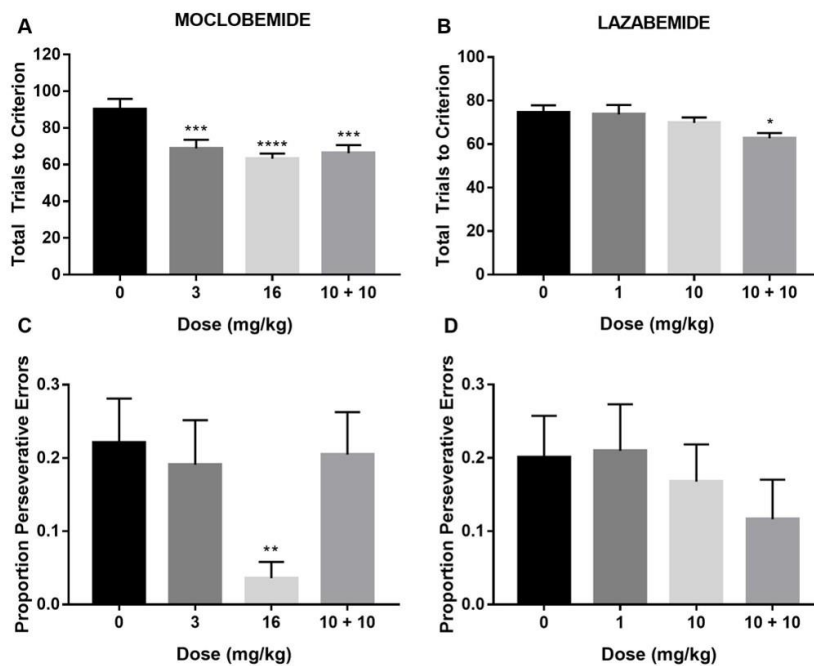 A
MOCLOBEMIDE
120
100
80
60
40
20
0
Total Trials to Criterion
***
****
***
0 3 16 10 + 10
Dose (mg/kg)
B
LAZABEMIDE
100
80
60
40
20
0
Total Trials to Criterion
*
0 1 10 10 + 10
Dose (mg/kg)
C
0.3
0.2
0.1
0.0
Proportion Perseverative Errors
**
0 3 16 10 + 10
Dose (mg/kg)
D
0.3
0.2
0.1
0.0
Proportion Perseverative Errors
0 1 10 10 + 10
Dose (mg/kg)